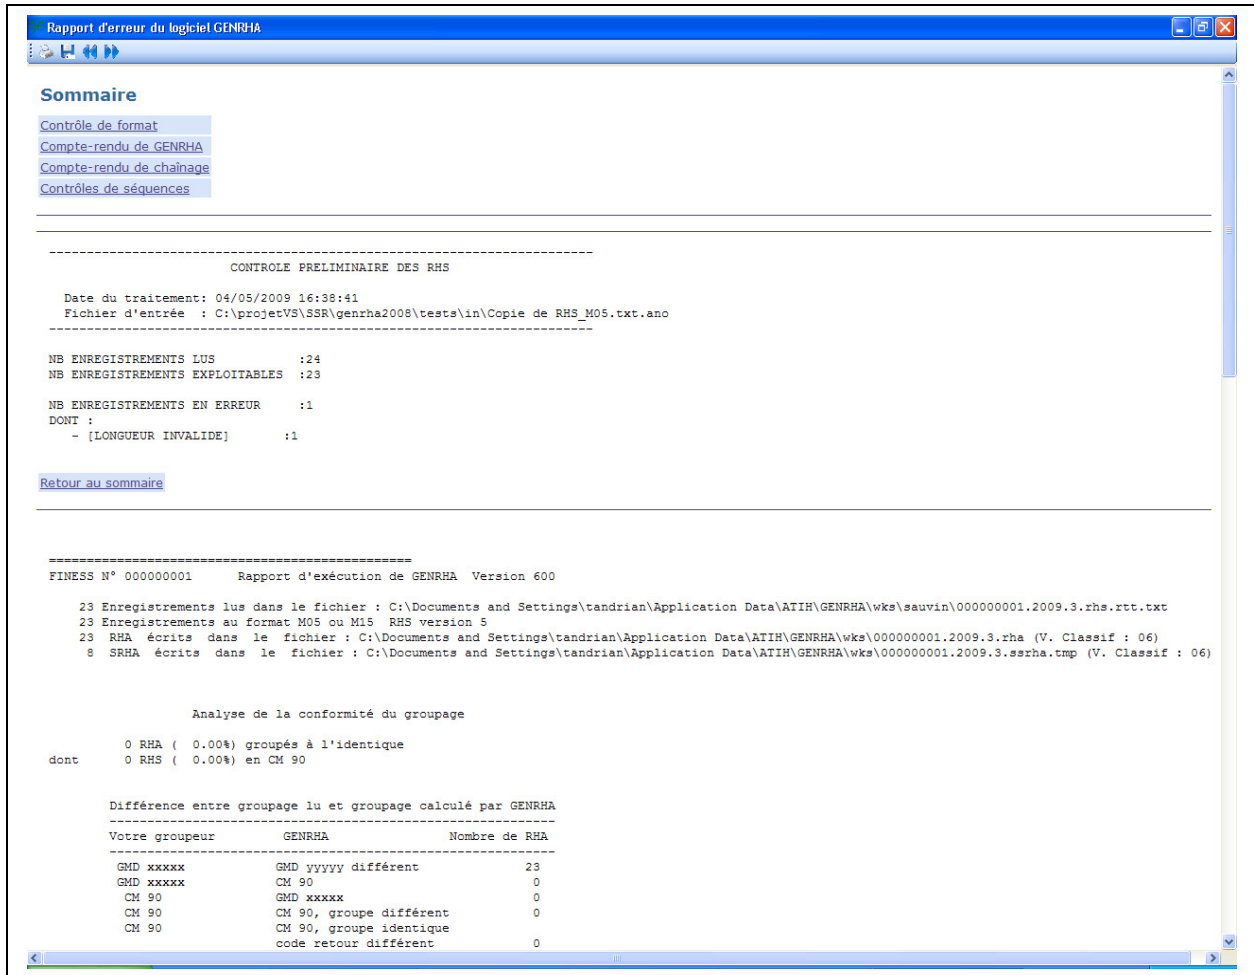 Rapport d'erreur du logiciel GENRHA
Sommaire
Contrôle de format
Compte-rendu de GENRHA
Compte-rendu de chaînage
Contrôles de séquences
------------------------------------------------------------------------
CONTROLE PRELIMINAIRE DES RHS
Date du traitement: 04/05/2009 16:38:41
Fichier d'entrée : C:\projetVS\SSR\genrha2008\tests\in\Copie de RHS_M05.txt.ano
------------------------------------------------------------------------
NB ENREGISTREMENTS LUS :24
NB ENREGISTREMENTS EXPLOITABLES :23
NB ENREGISTREMENTS EN ERREUR :1
DONT :
- [LONGUEUR INVALIDE] :1
Retour au sommaire
================================================
FINESS N° 000000001 Rapport d'exécution de GENRHA Version 600
23 Enregistrements lus dans le fichier : C:\Documents and Settings\tandrian\Application Data\ATIH\GENRHA\wks\sauvin\000000001.2009.3.rhs.rtt.txt
23 Enregistrements au format M05 ou M15 RHS version 5
23 RHA écrits dans le fichier : C:\Documents and Settings\tandrian\Application Data\ATIH\GENRHA\wks\000000001.2009.3.rha (V. Classif : 06)
8 SRHA écrits dans le fichier : C:\Documents and Settings\tandrian\Application Data\ATIH\GENRHA\wks\000000001.2009.3.ssrha.tmp (V. Classif : 06)
Analyse de la conformité du groupage
0 RHA ( 0.00%) groupés à l'identique
dont 0 RHS ( 0.00%) en CM 90
Différence entre groupage lu et groupage calculé par GENRHA
-----------------------------------------------------------
Votre groupeur GENRHA Nombre de RHA
-----------------------------------------------------------
GMD xxxxx GMD yyyyy différent 23
GMD xxxxx CM 90 0
CM 90 GMD xxxxx 0
CM 90 CM 90, groupe différent 0
CM 90 CM 90, groupe identique
code retour différent 0